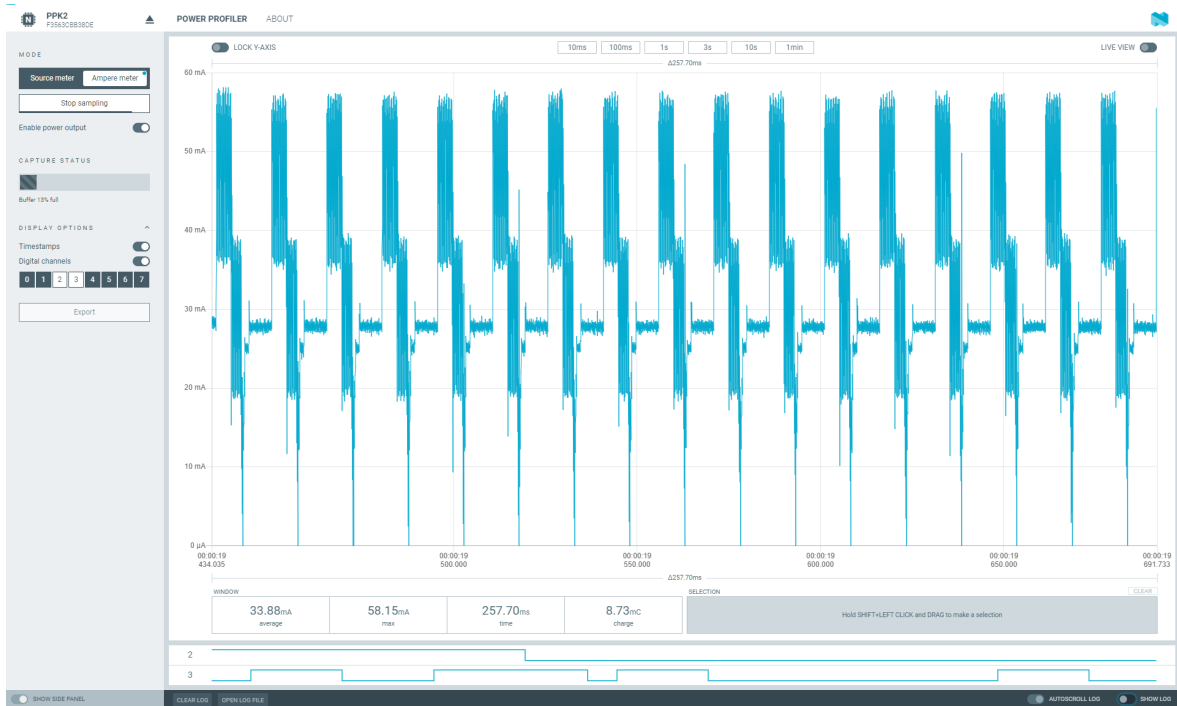 PPK2
F3563CBB38DE
POWER PROFILER ABOUT
MODE
Source meter Ampere meter
Stop sampling
Enable power output
CAPTURE STATUS
Buffer 13% full
DISPLAY OPTIONS
Timestamps
Digital channels
0 1 2 3 4 5 6 7
Export
LOCK Y-AXIS
10ms 100ms 1s 3s 10s 1min
LIVE VIEW
Δ257.70ms
60 mA
50 mA
40 mA
30 mA
20 mA
10 mA
0 µA
00:00:19 00:00:19 00:00:19 00:00:19 00:00:19 00:00:19
434.035 500.000 550.000 600.000 650.000 691.733
Δ257.70ms
WINDOW
33.88mA 58.15mA 257.70ms 8.73mC
average max time charge
SELECTION
CLEAR
Hold SHIFT+LEFT CLICK and DRAG to make a selection
2
3
SHOW SIDE PANEL
CLEAR LOG OPEN LOG FILE
AUTOSCROLL LOG SHOW LOG